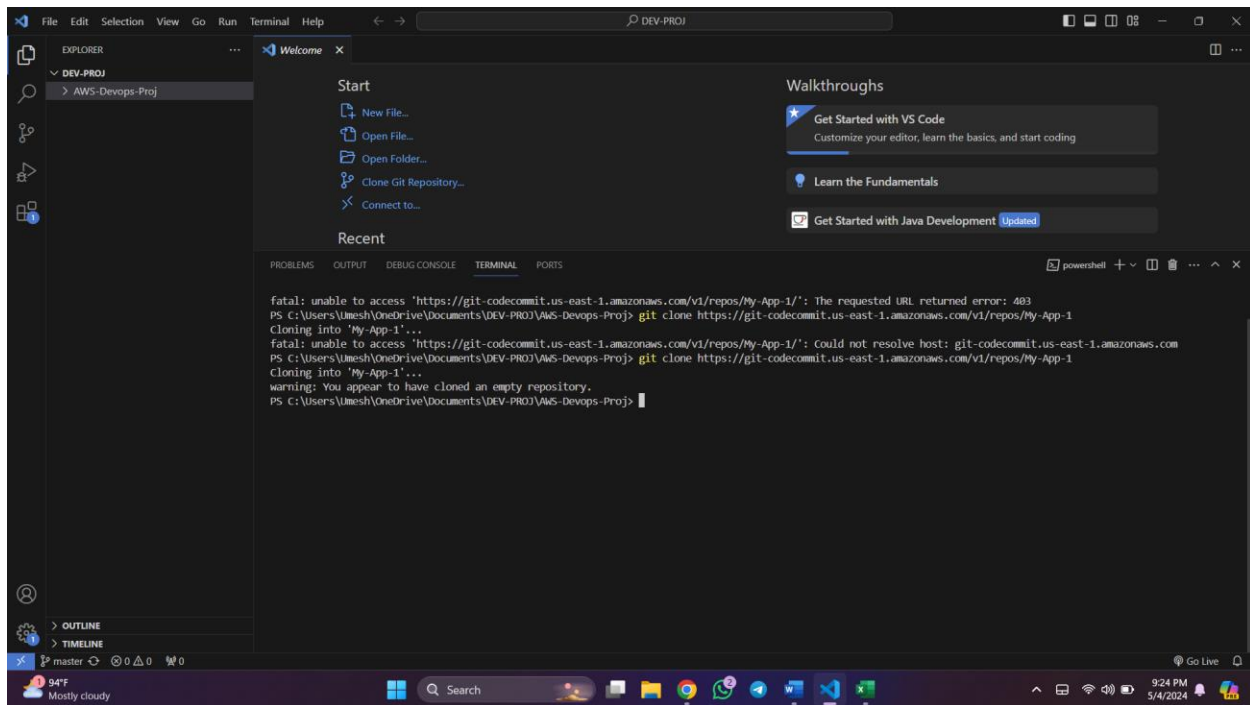 File Edit Selection View Go Run Terminal Help
DEV-PROJ
EXPLORER
Welcome
DEV-PROJ
AWS-Devops-Proj
Start
New File...
Open File...
Open Folder...
Clone Git Repository...
Connect to...
Recent
Walkthroughs
Get Started with VS Code
Customize your editor, learn the basics, and start coding
Learn the Fundamentals
Get Started with Java Development Updated
PROBLEMS OUTPUT DEBUG CONSOLE TERMINAL PORTS
powershell
fatal: unable to access 'https://git-codecommit.us-east-1.amazonaws.com/v1/repos/My-App-1/': The requested URL returned error: 403
PS C:\Users\Umesh\OneDrive\Documents\DEV-PROJ\AWS-Devops-Proj> git clone https://git-codecommit.us-east-1.amazonaws.com/v1/repos/My-App-1
Cloning into 'My-App-1'...
fatal: unable to access 'https://git-codecommit.us-east-1.amazonaws.com/v1/repos/My-App-1/': Could not resolve host: git-codecommit.us-east-1.amazonaws.com
PS C:\Users\Umesh\OneDrive\Documents\DEV-PROJ\AWS-Devops-Proj> git clone https://git-codecommit.us-east-1.amazonaws.com/v1/repos/My-App-1
Cloning into 'My-App-1'...
warning: You appear to have cloned an empty repository.
PS C:\Users\Umesh\OneDrive\Documents\DEV-PROJ\AWS-Devops-Proj>
1
OUTLINE
1
TIMELINE
master 0 0 0
Go Live
1
94°F
Mostly cloudy
Search
2
9:24 PM
5/4/2024